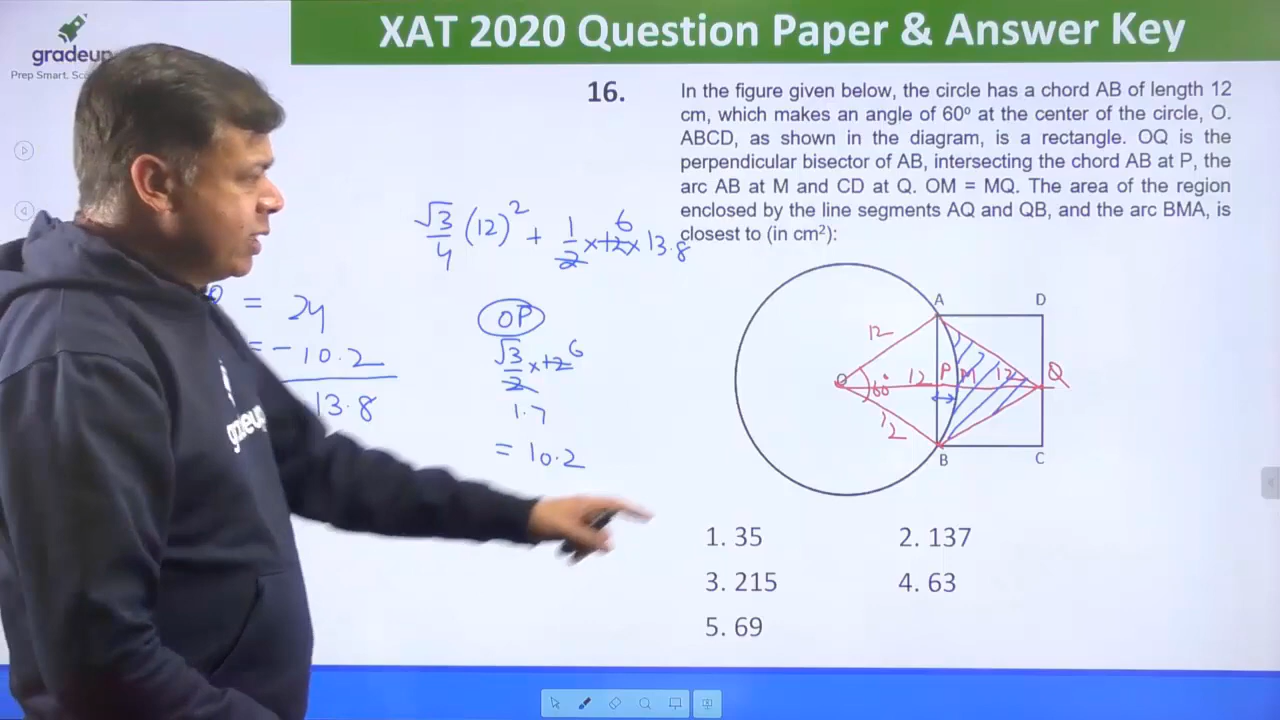 gradeup
Prep Smart. Sc
XAT 2020 Question Paper & Answer Key
16.
In the figure given below, the circle has a chord AB of length 12
cm, which makes an angle of 60⁰ at the center of the circle, O.
ABCD, as shown in the diagram, is a rectangle. OQ is the
perpendicular bisector of AB, intersecting the chord AB at P, the
arc AB at M and CD at Q. OM = MQ. The area of the region
enclosed by the line segments AQ and QB, and the arc BMA, is
closest to (in cm²):
√3/4 (12)² + 1/2 × 12 6 × 13.8
= 24
= - 10.2
13.8
OP
√3/2 × 12 6
1.7
= 10.2
gradeup
A
D
12
O
60°
12
P
M
12
Q
12
B
C
1. 35
2. 137
3. 215
4. 63
5. 69